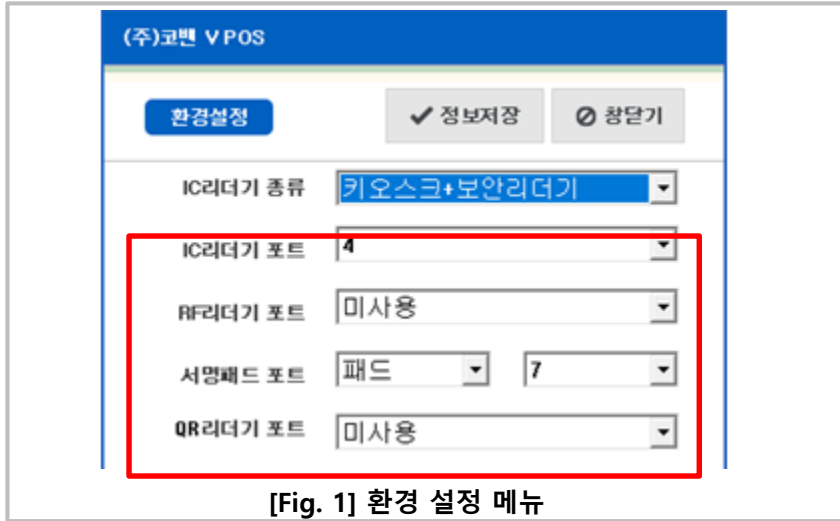 (주)코밴 VPOS
환경설정 정보저장 창닫기
IC리더기 종류 키오스크+보안리더기
IC리더기 포트 4
RF리더기 포트 미사용
서명패드 포트 패드 7
QR리더기 포트 미사용
[Fig. 1] 환경 설정 메뉴